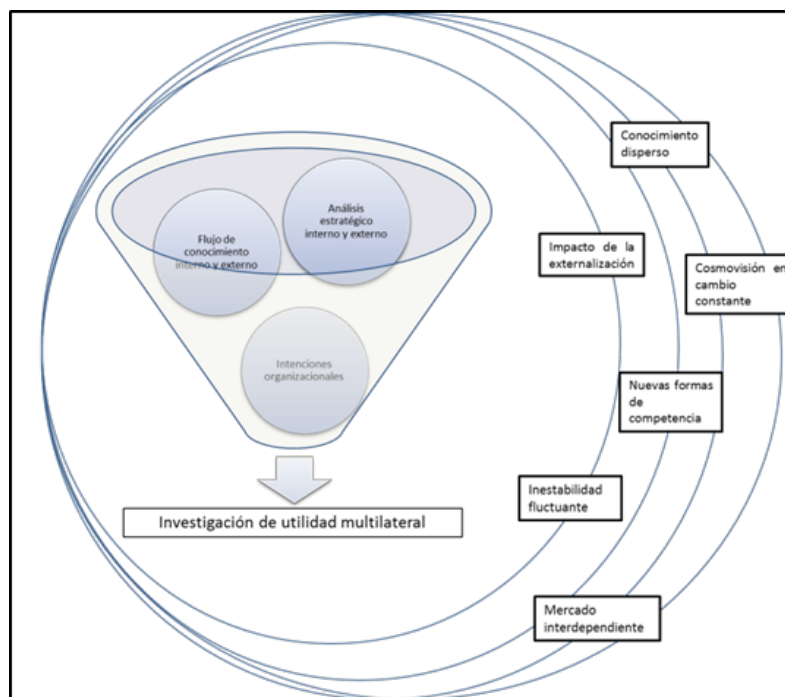 Conocimiento
disperso
Análisis
estratégico
interno y externo
Flujo de
conocimiento
interno y externo
Impacto de la
externalización
Cosmovisión en
cambio
constante
Intenciones
organizacionales
Nuevas formas
de
competencia
Inestabilidad
fluctuante
Investigación de utilidad multilateral
Mercado
interdependiente